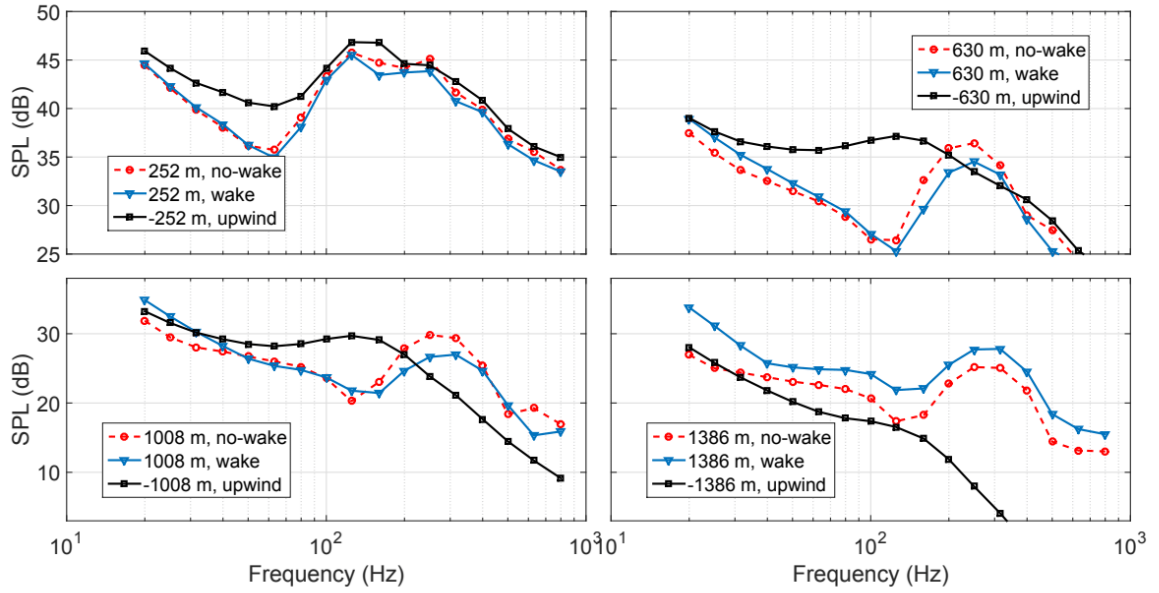 45
40
35
30
25
SPL (dB)
252 m, no-wake
252 m, wake
-252 m, upwind
630 m, no-wake
630 m, wake
-630 m, upwind
30
20
10
SPL (dB)
1008 m, no-wake
1008 m, wake
-1008 m, upwind
1386 m, no-wake
1386 m, wake
-1386 m, upwind
10¹ 10² 10³ 10¹ 10² 10³
Frequency (Hz) Frequency (Hz)